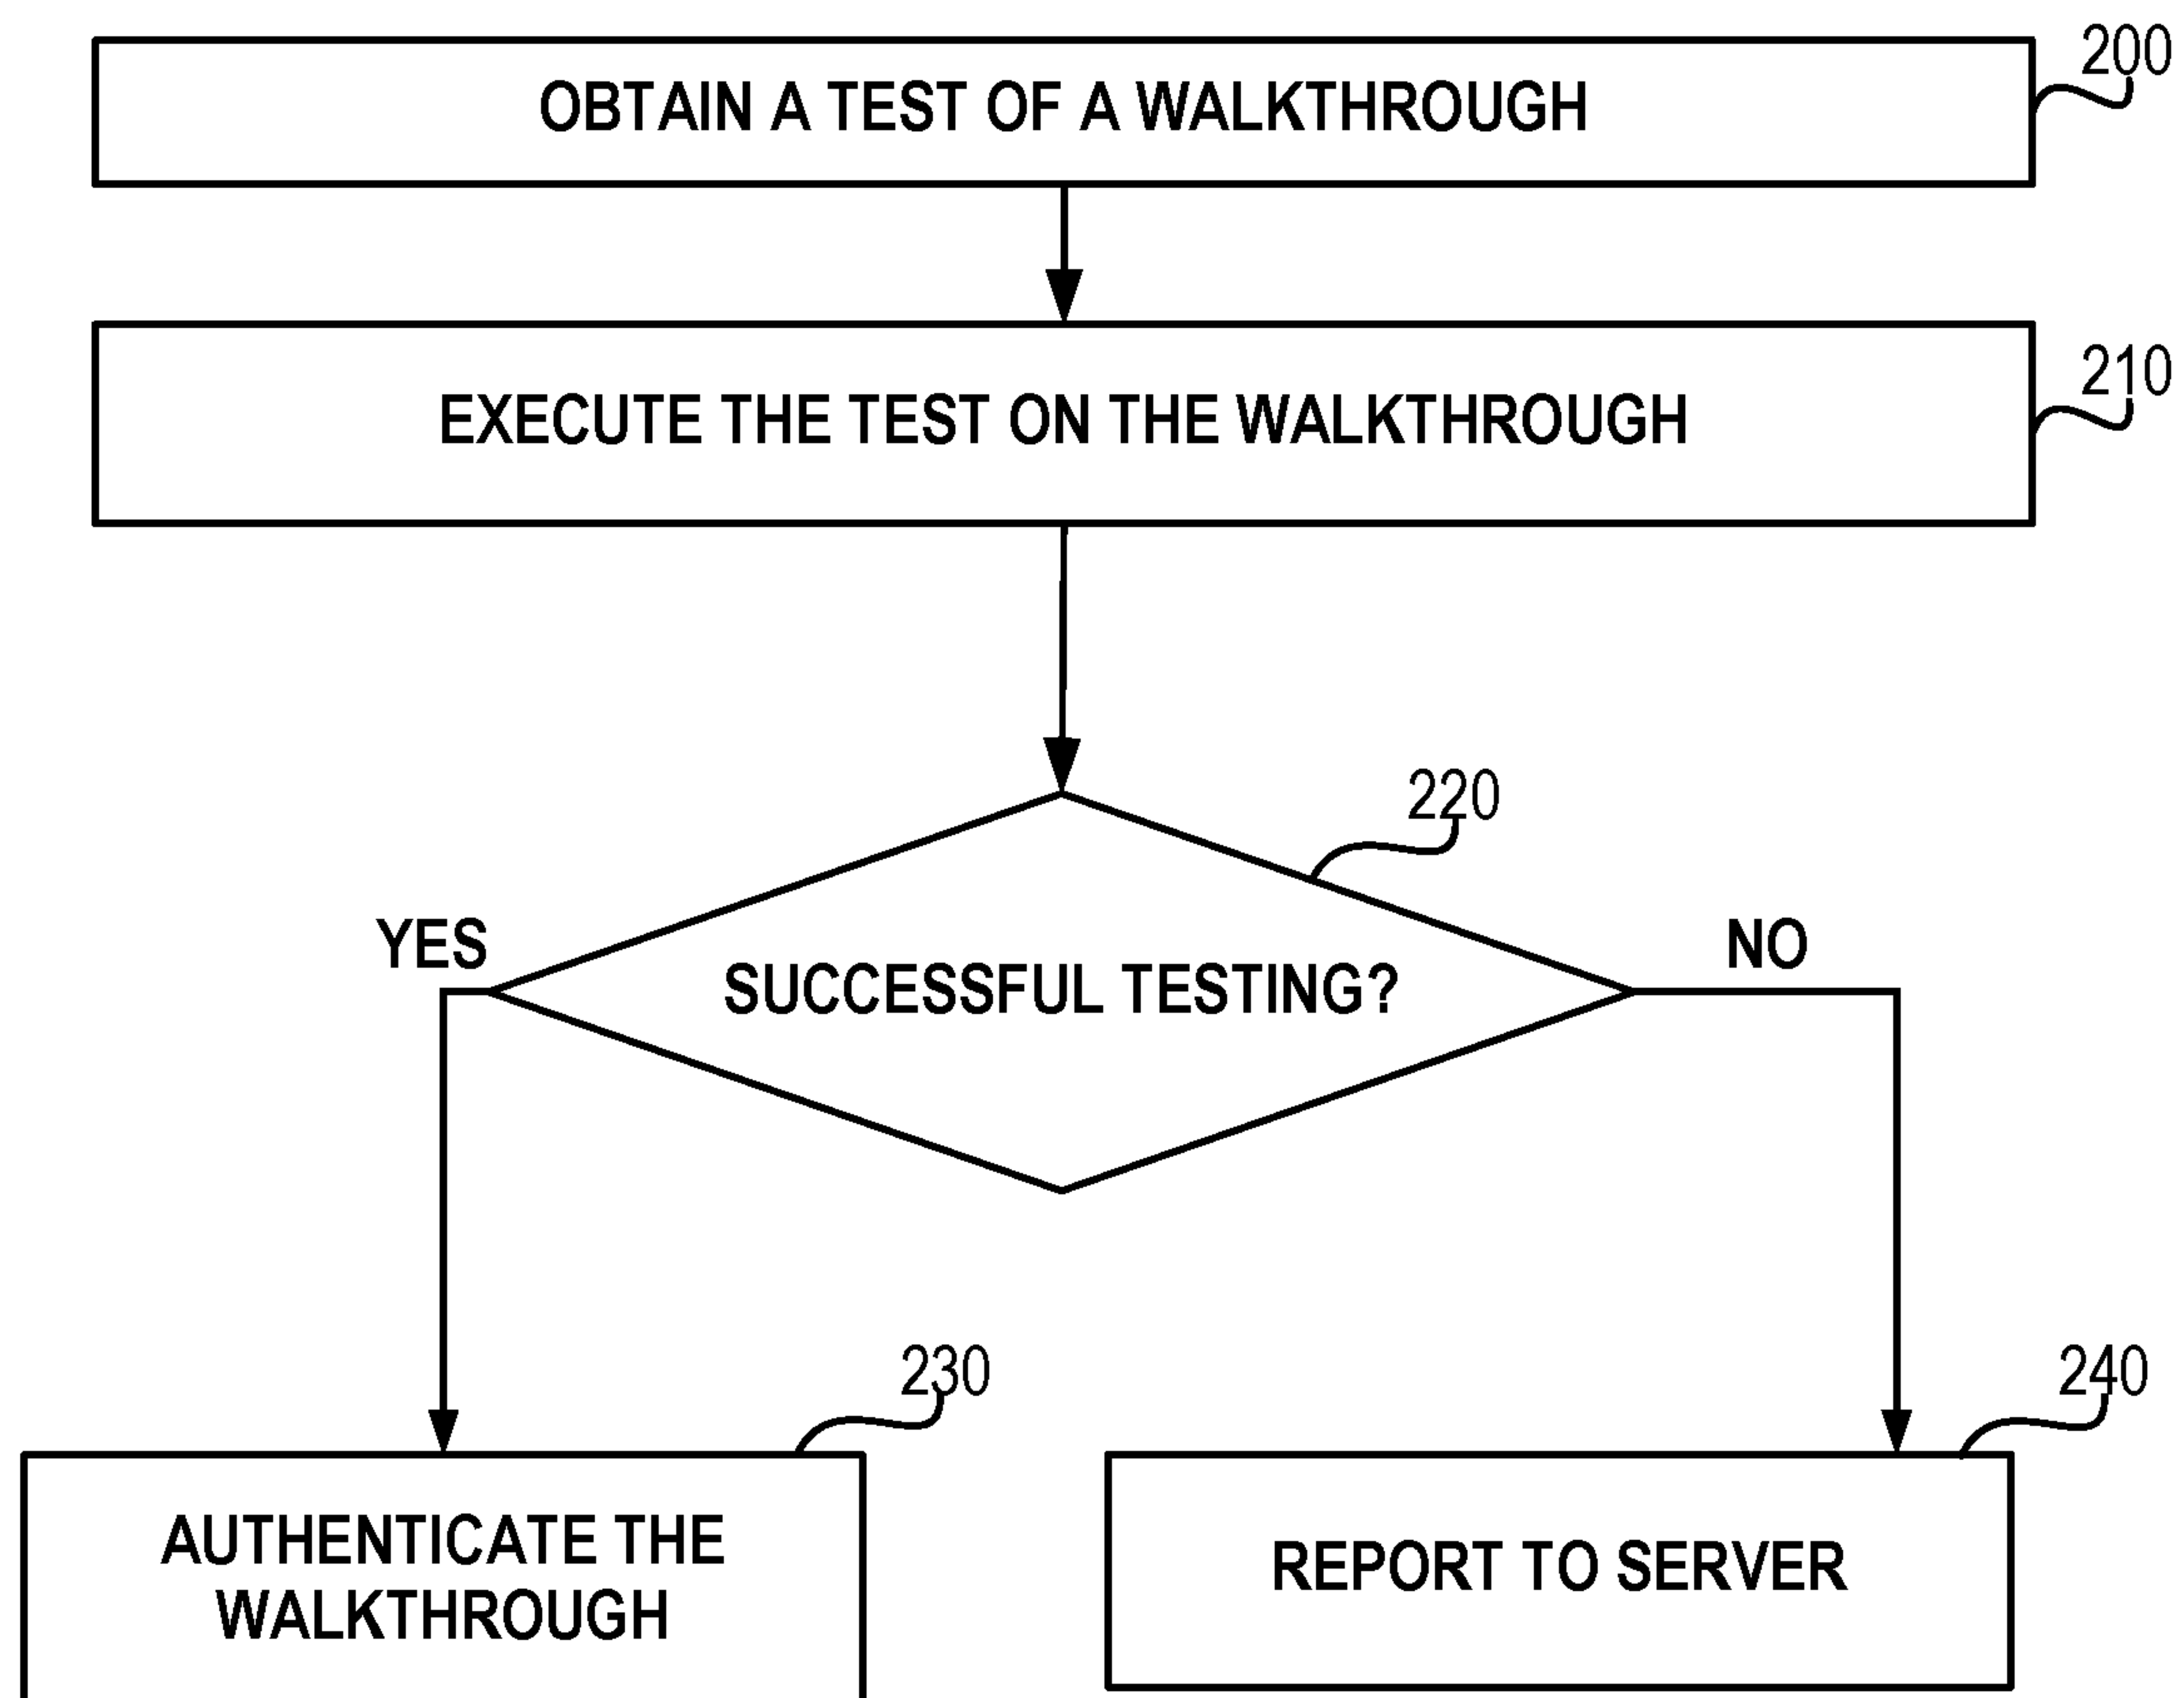 200
OBTAIN A TEST OF A WALKTHROUGH
210
EXECUTE THE TEST ON THE WALKTHROUGH
220
YES
NO
SUCCESSFUL TESTING?
230
240
AUTHENTICATE THE
WALKTHROUGH
REPORT TO SERVER